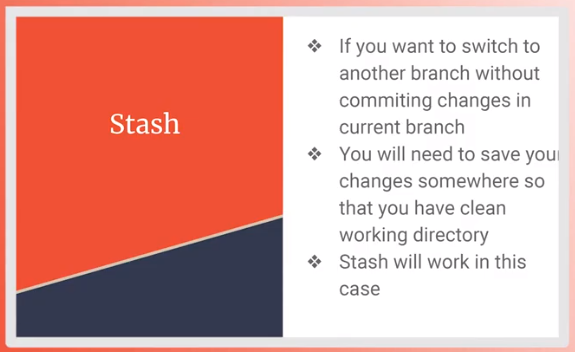 Stash
❖ If you want to switch to
another branch without
commiting changes in
current branch
❖ You will need to save your
changes somewhere so
that you have clean
working directory
❖ Stash will work in this
case